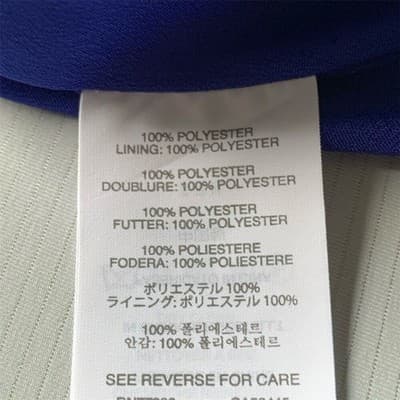 100% POLYESTER
LINING: 100% POLYESTER
100% POLYESTER
DOUBLURE: 100% POLYESTER
100% POLYESTER
FUTTER: 100% POLYESTER
100% POLIESTERE
FODERA: 100% POLIESTERE
ポリエステル 100%
ライニング: ポリエステル 100%
100% 폴리에스테르
안감: 100% 폴리에스테르
SEE REVERSE FOR CARE